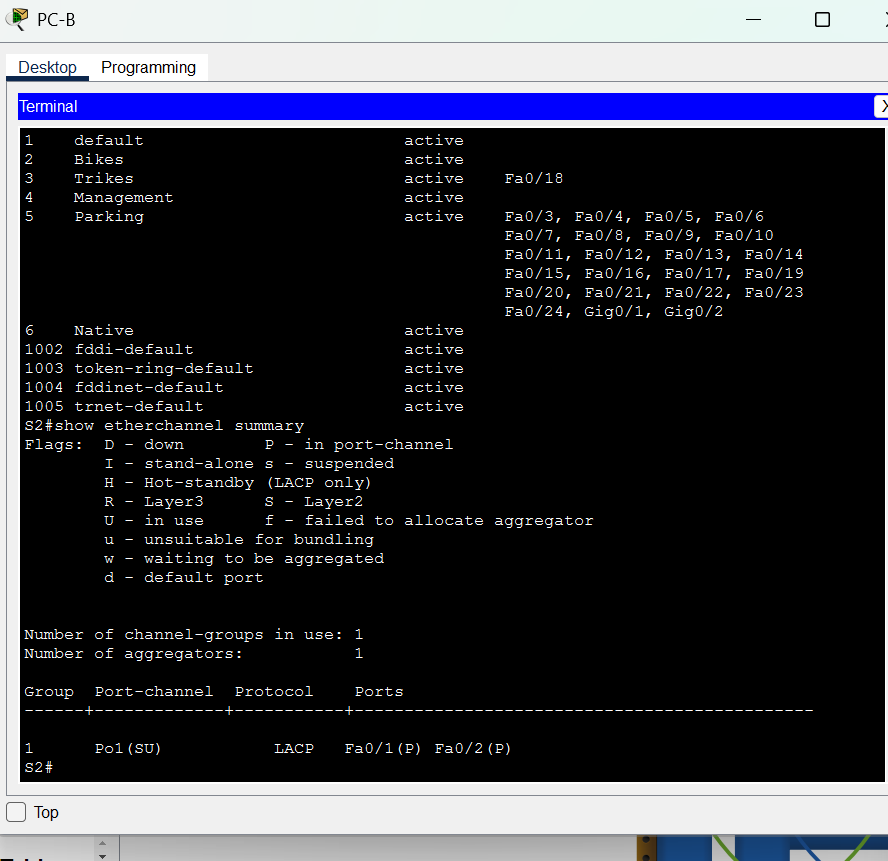 PC-B
Desktop Programming
Terminal
1    default                          active
2    Bikes                            active
3    Trikes                           active    Fa0/18
4    Management                       active
5    Parking                          active    Fa0/3, Fa0/4, Fa0/5, Fa0/6
                                                Fa0/7, Fa0/8, Fa0/9, Fa0/10
                                                Fa0/11, Fa0/12, Fa0/13, Fa0/14
                                                Fa0/15, Fa0/16, Fa0/17, Fa0/19
                                                Fa0/20, Fa0/21, Fa0/22, Fa0/23
                                                Fa0/24, Gig0/1, Gig0/2
6    Native                           active
1002 fddi-default                     active
1003 token-ring-default               active
1004 fddinet-default                  active
1005 trnet-default                    active
S2#show etherchannel summary
Flags:  D - down        P - in port-channel
        I - stand-alone s - suspended
        H - Hot-standby (LACP only)
        R - Layer3      S - Layer2
        U - in use      f - failed to allocate aggregator
        u - unsuitable for bundling
        w - waiting to be aggregated
        d - default port
Number of channel-groups in use: 1
Number of aggregators:           1
Group  Port-channel  Protocol    Ports
------+-------------+-----------+----------------------------------------------
1      Po1(SU)           LACP   Fa0/1(P) Fa0/2(P)
S2#
Top